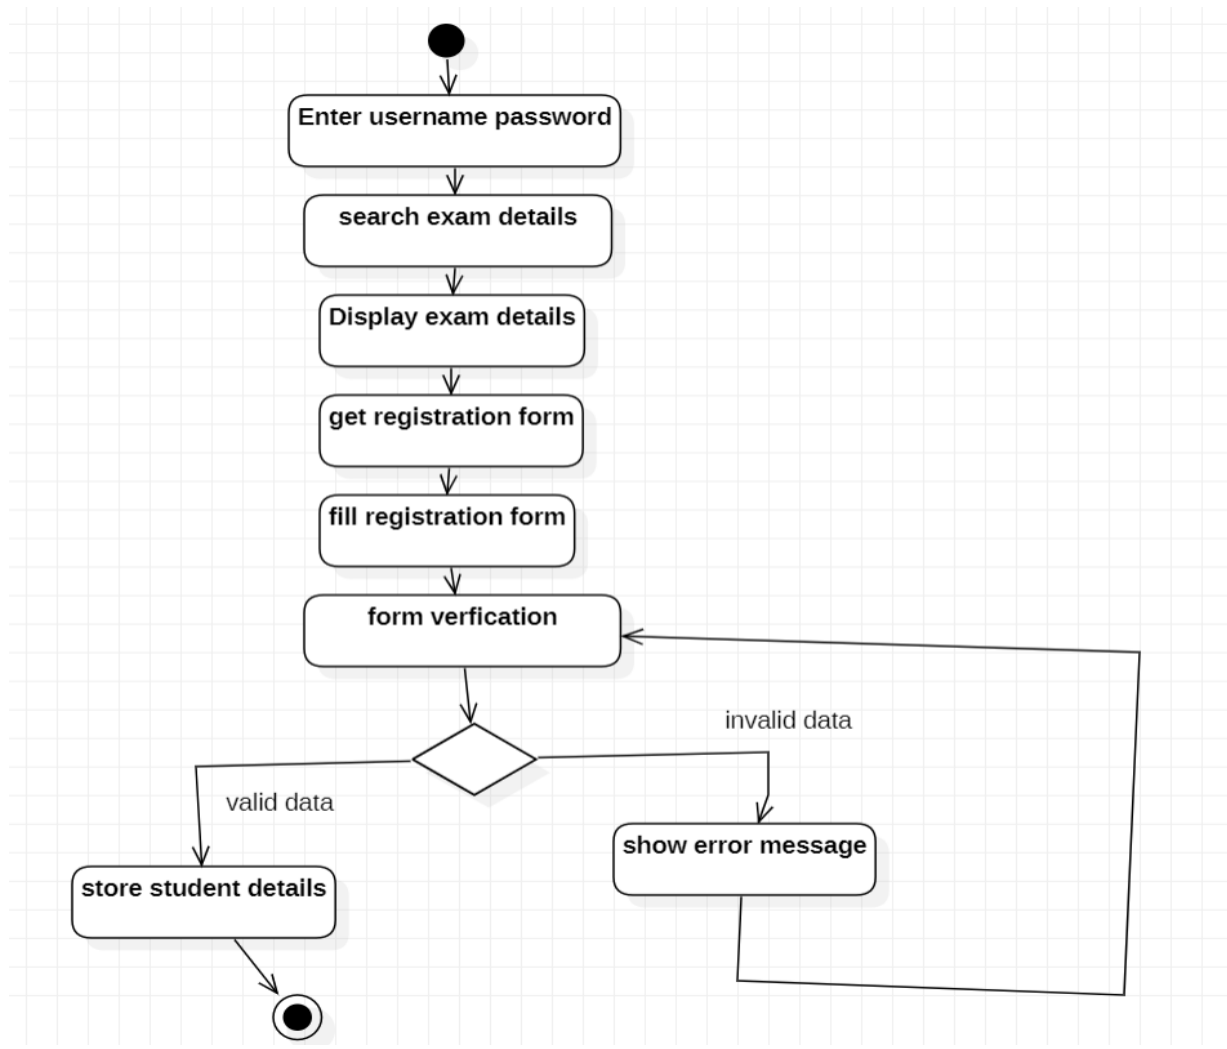 Enter username password
search exam details
Display exam details
get registration form
fill registration form
form verfication
invalid data
valid data
show error message
store student details